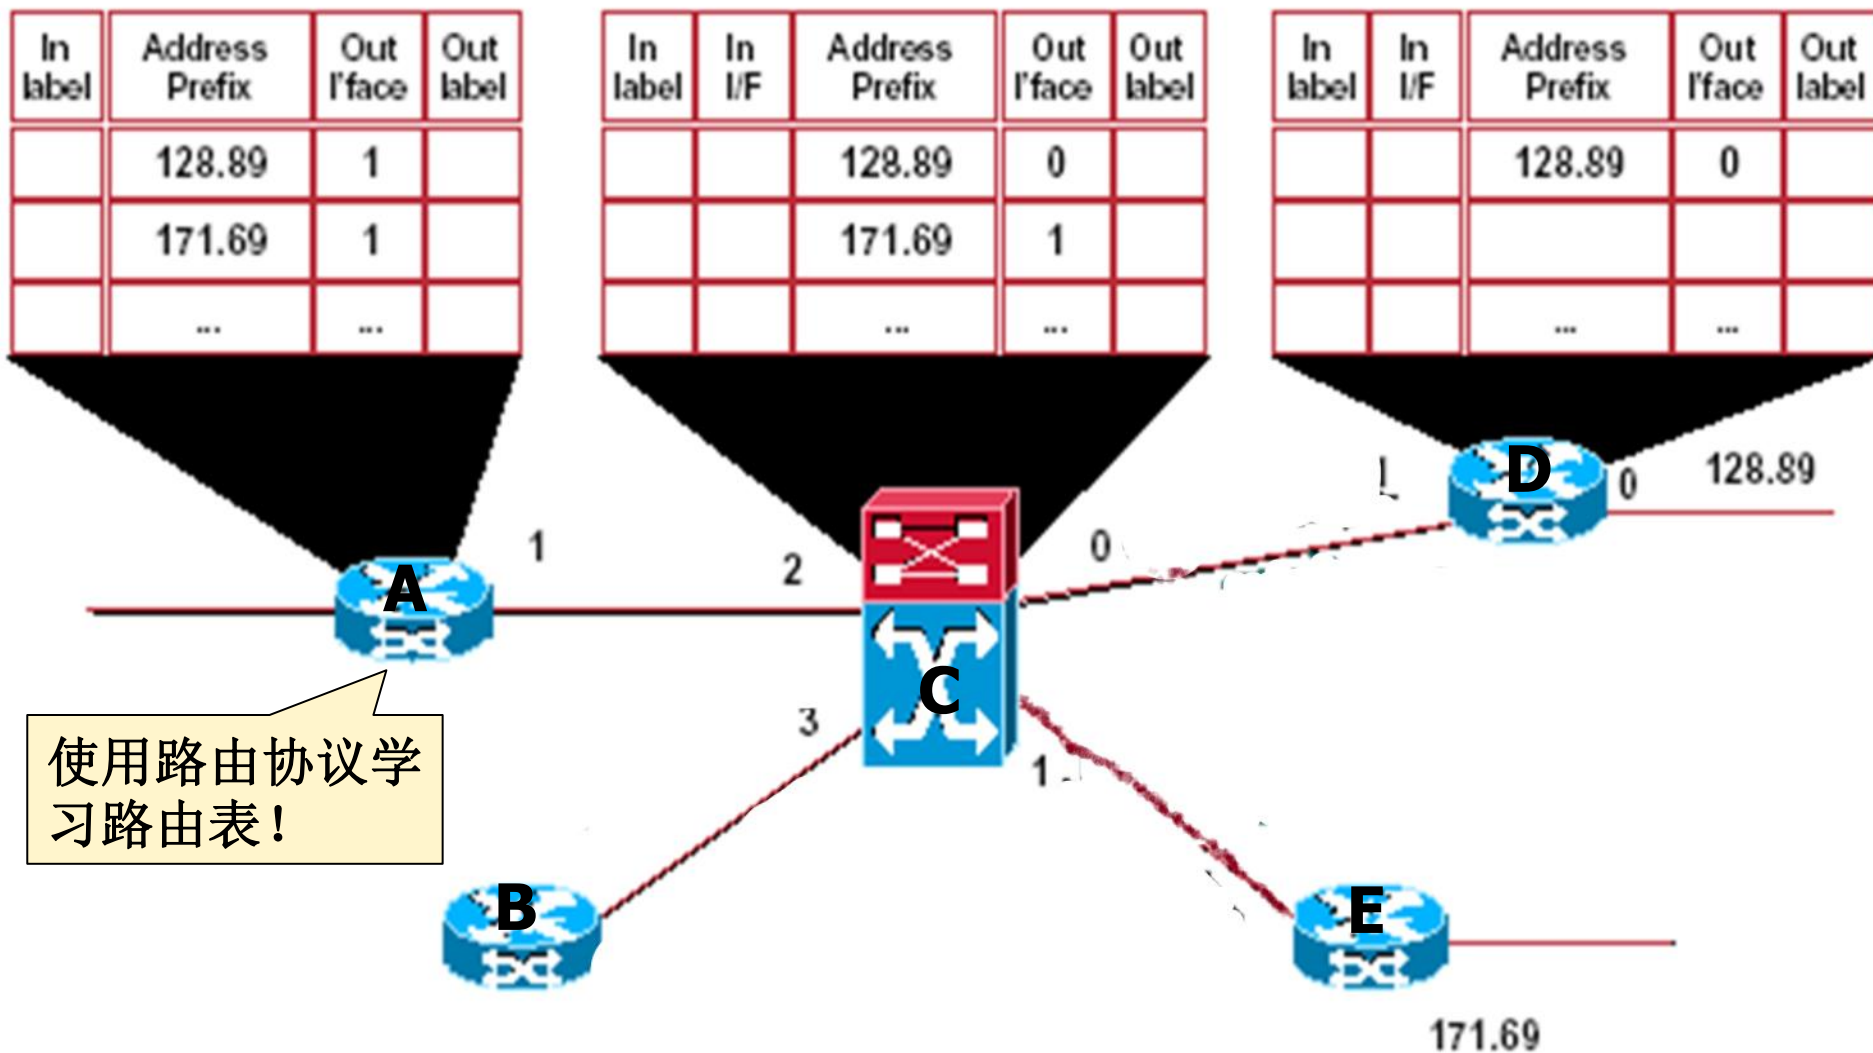 In label	Address Prefix	Out I'face	Out label
128.89	1
171.69	1
...	...
In label	In I/F	Address Prefix	Out I'face	Out label
128.89	0
171.69	1
...	...
In label	In I/F	Address Prefix	Out I'face	Out label
128.89	0
...	...
1
D
0
128.89
1
2
0
A
C
3
1
使用路由协议学
习路由表！
B
E
171.69